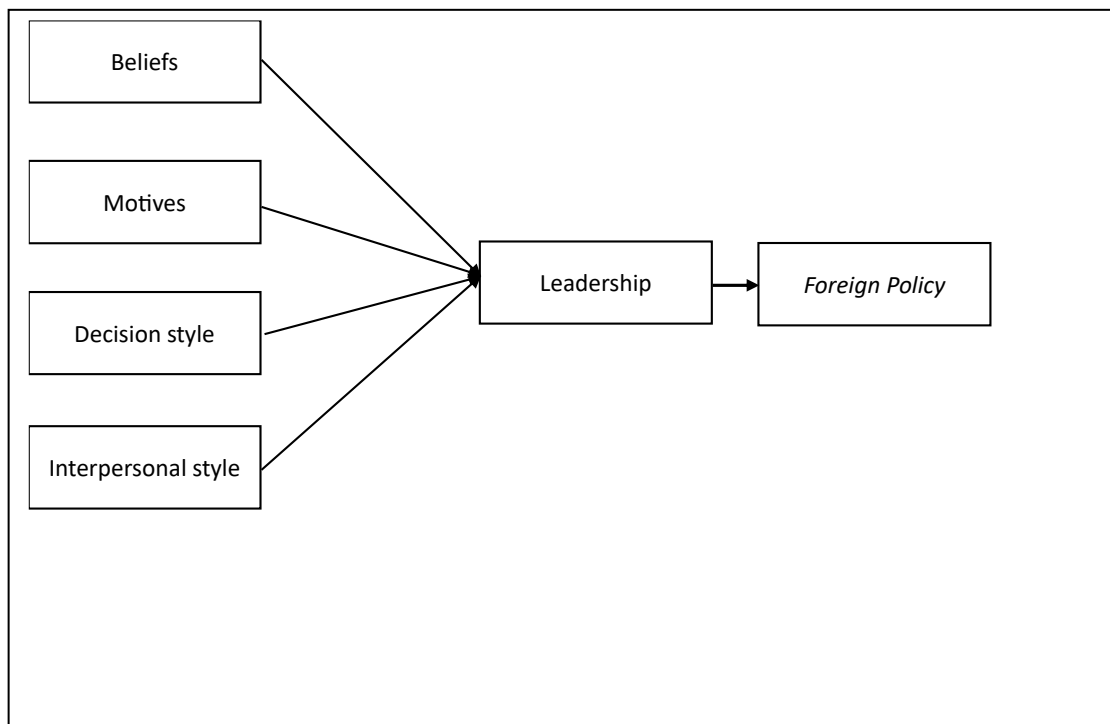 Beliefs
Motives
Leadership
Foreign Policy
Decision style
Interpersonal style